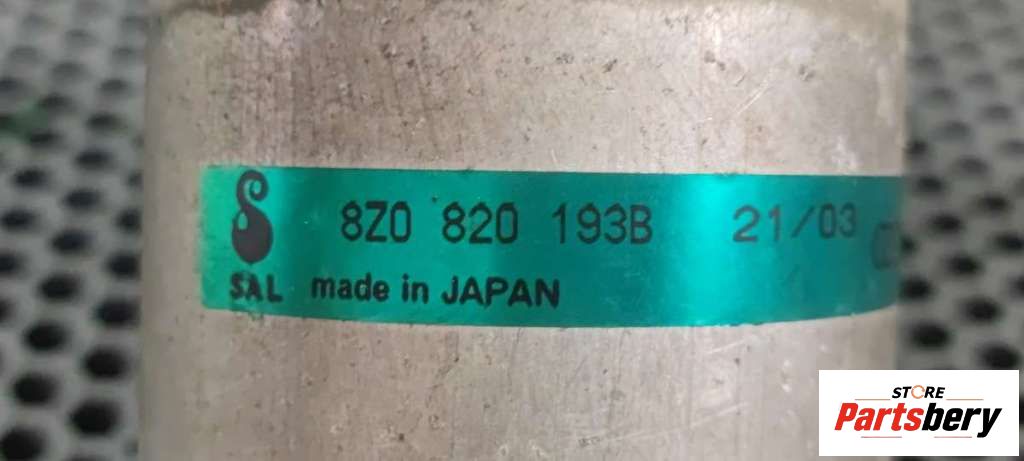 8Z0 820 193B 21/03
SAL made in JAPAN
STORE
Partsbery